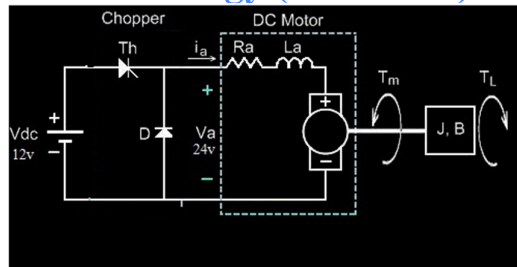 Chopper
DC Motor
Th
ia
Ra
La
Tm
TL
+
+
+
Vdc
12v
D
Va
24v
J, B
−
−
−